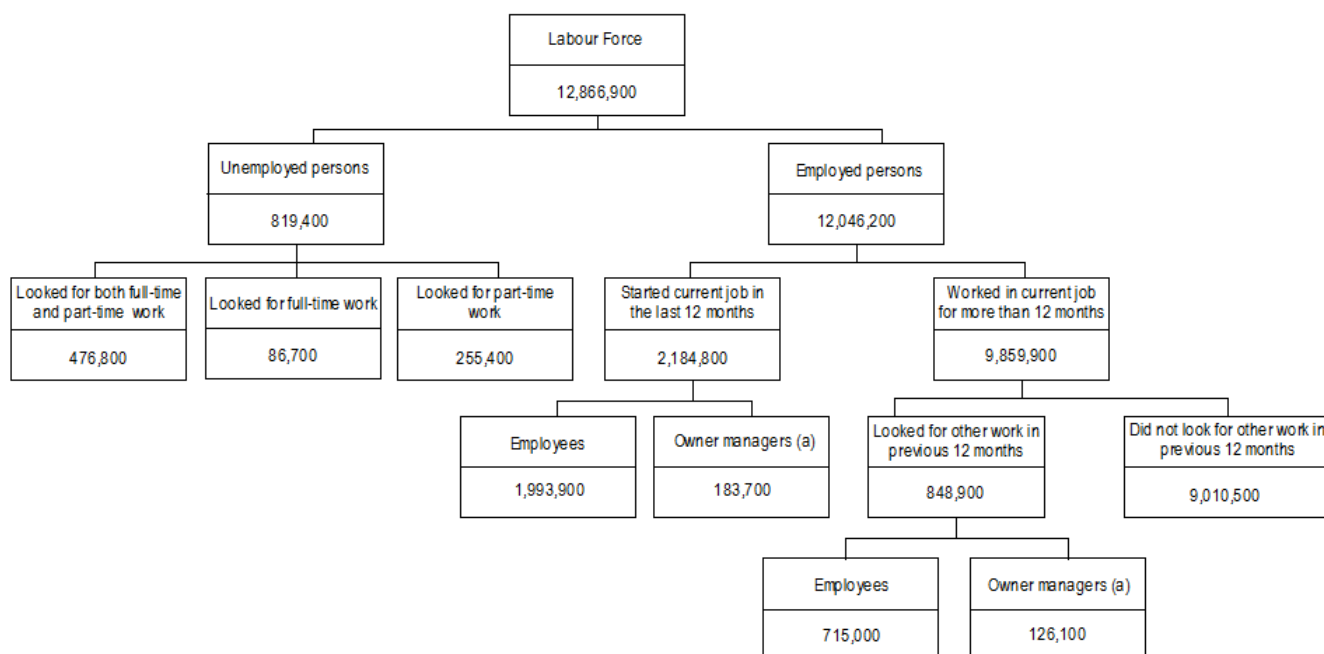 Labour Force
12,866,900
Unemployed persons
819,400
Employed persons
12,046,200
Looked for both full-time
and part-time work
476,800
Looked for full-time work
86,700
Looked for part-time
work
255,400
Started current job in
the last 12 months
2,184,800
Worked in current job
for more than 12 months
9,859,900
Employees
1,993,900
Owner managers (a)
183,700
Looked for other work in
previous 12 months
848,900
Did not look for other work in
previous 12 months
9,010,500
Employees
715,000
Owner managers (a)
126,100